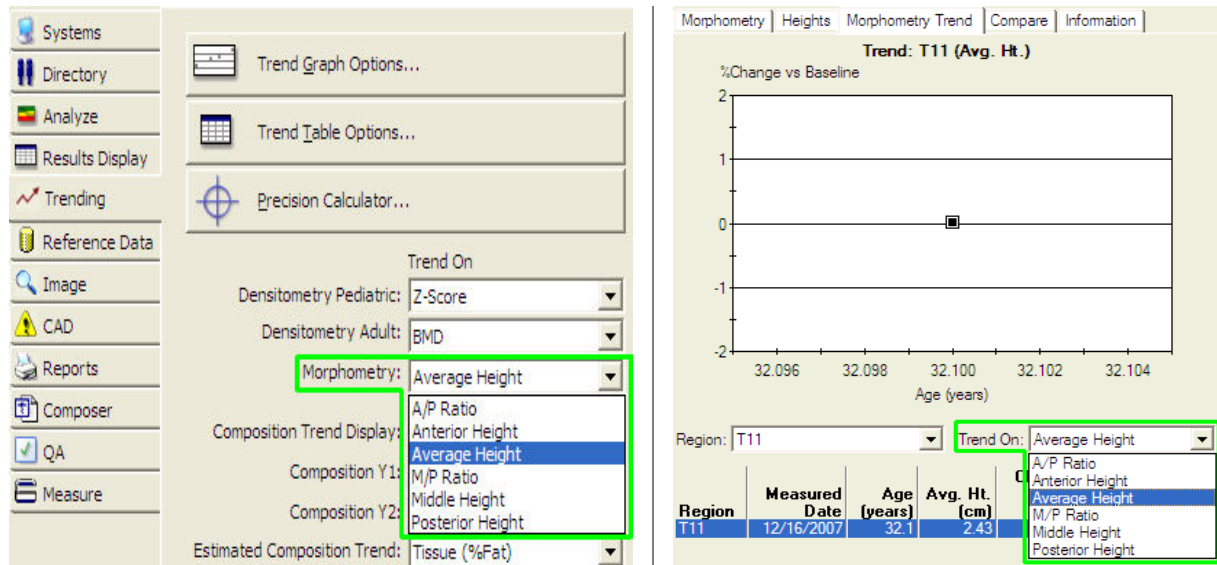 Systems
Directory
Analyze
Results Display
Trending
Reference Data
Image
CAD
Reports
Composer
QA
Measure
Trend Graph Options...
Trend Table Options...
Precision Calculator...
Trend On
Densitometry Pediatric: Z-Score
Densitometry Adult: BMD
Morphometry: Average Height
A/P Ratio
Anterior Height
Average Height
M/P Ratio
Middle Height
Posterior Height
Composition Trend Display:
Composition Y1:
Composition Y2:
Estimated Composition Trend: Tissue (%Fat)
Morphometry Heights Morphometry Trend Compare Information
Trend: T11 (Avg. Ht.)
%Change vs Baseline
2
1
0
-1
-2
32.096 32.098 32.100 32.102 32.104
Age (years)
Region: T11 Trend On: Average Height
A/P Ratio
Anterior Height
Average Height
M/P Ratio
Middle Height
Posterior Height
Measured Age Avg. Ht.
Region Date (years) (cm)
T11 12/16/2007 32.1 2.43